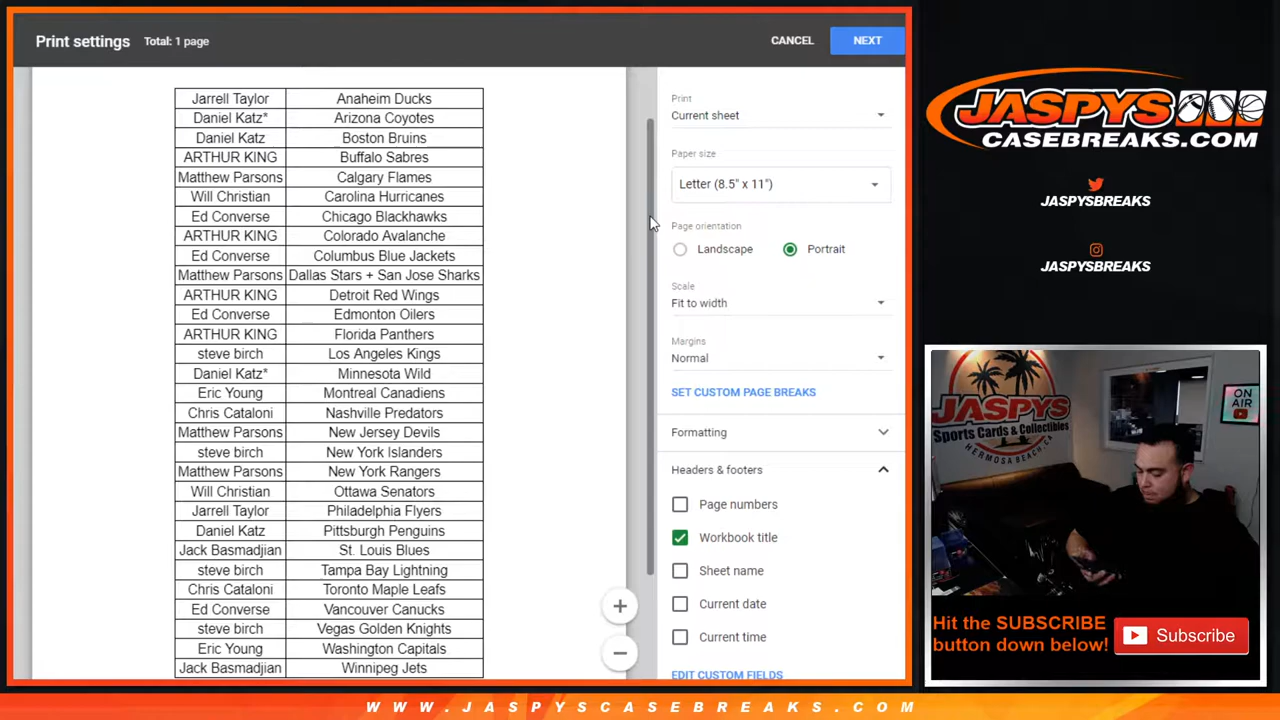 Print settings Total: 1 page CANCEL NEXT
Jarrell Taylor Anaheim Ducks
Daniel Katz* Arizona Coyotes
Daniel Katz Boston Bruins
ARTHUR KING Buffalo Sabres
Matthew Parsons Calgary Flames
Will Christian Carolina Hurricanes
Ed Converse Chicago Blackhawks
ARTHUR KING Colorado Avalanche
Ed Converse Columbus Blue Jackets
Matthew Parsons Dallas Stars + San Jose Sharks
ARTHUR KING Detroit Red Wings
Ed Converse Edmonton Oilers
ARTHUR KING Florida Panthers
steve birch Los Angeles Kings
Daniel Katz* Minnesota Wild
Eric Young Montreal Canadiens
Chris Cataloni Nashville Predators
Matthew Parsons New Jersey Devils
steve birch New York Islanders
Matthew Parsons New York Rangers
Will Christian Ottawa Senators
Jarrell Taylor Philadelphia Flyers
Daniel Katz Pittsburgh Penguins
Jack Basmadjian St. Louis Blues
steve birch Tampa Bay Lightning
Chris Cataloni Toronto Maple Leafs
Ed Converse Vancouver Canucks
steve birch Vegas Golden Knights
Eric Young Washington Capitals
Jack Basmadjian Winnipeg Jets
Print
Current sheet
Paper size
Letter (8.5" x 11")
Page orientation
Landscape Portrait
Scale
Fit to width
Margins
Normal
SET CUSTOM PAGE BREAKS
Formatting
Headers & footers
Page numbers
Workbook title
Sheet name
Current date
Current time
EDIT CUSTOM FIELDS
JASPYS
CASEBREAKS.COM
JASPYSBREAKS
JASPYSBREAKS
JASPYS
Sports Cards & Collectibles
HERMOSA BEACH, CA
ON
AIR
Hit the SUBSCRIBE
button down below!
Subscribe
WWW.JASPYSCASEBREAKS.COM